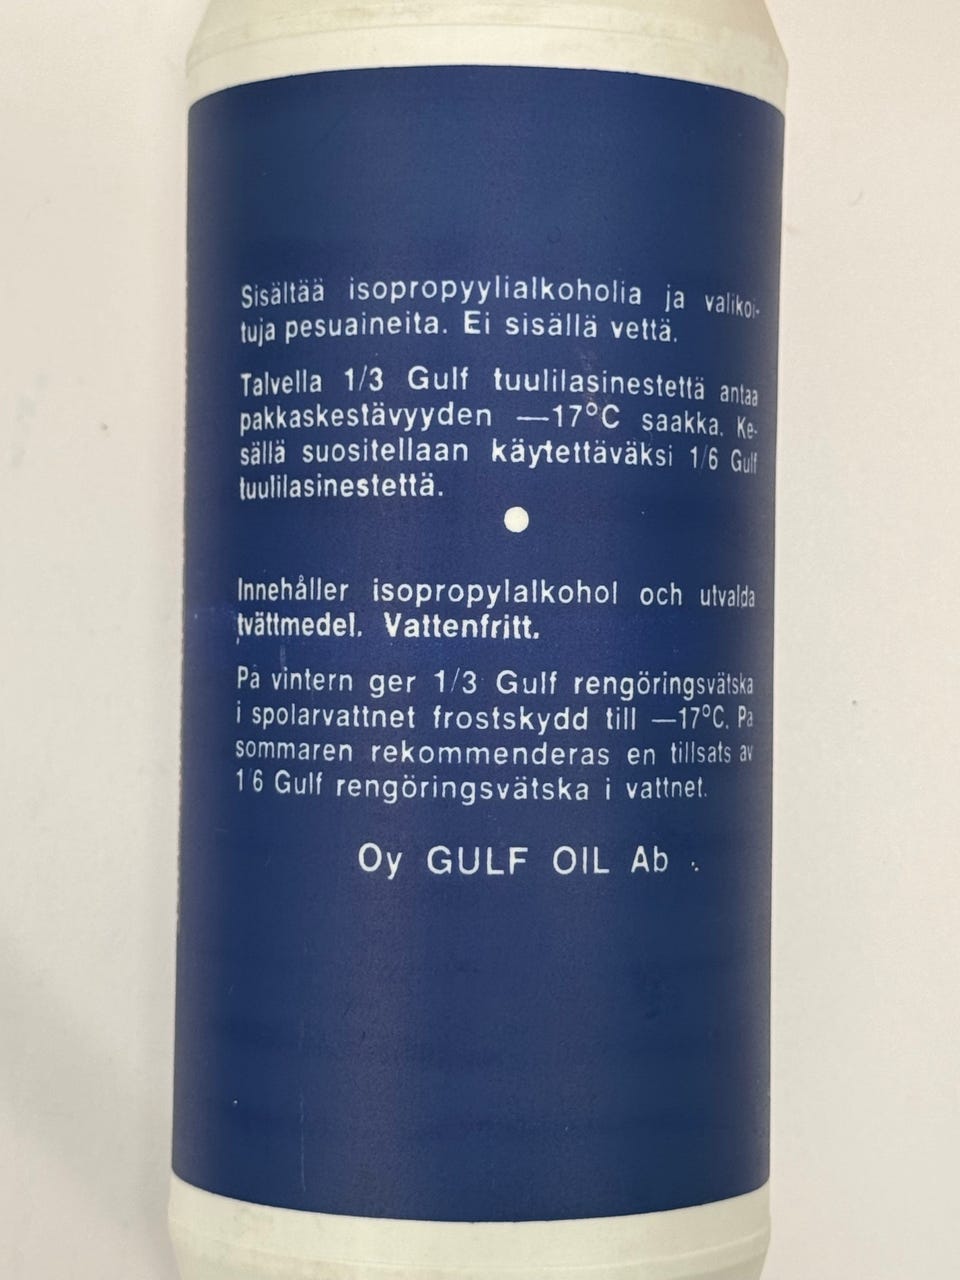 Sisältää isopropyylialkoholia ja valikoi-
tuja pesuaineita. Ei sisällä vettä.
Talvella 1/3 Gulf tuulilasinestettä antaa
pakkaskestävyyden —17°C saakka. Ke-
sällä suositellaan käytettäväksi 1/6 Gulf
tuulilasinestettä.
Innehåller isopropylalkohol och utvalda
tvättmedel. Vattenfritt.
På vintern ger 1/3 Gulf rengöringsvätska
i spolarvattnet frostskydd till —17°C. På
sommaren rekommenderas en tillsats av
1/6 Gulf rengöringsvätska i vattnet.
Oy GULF OIL Ab